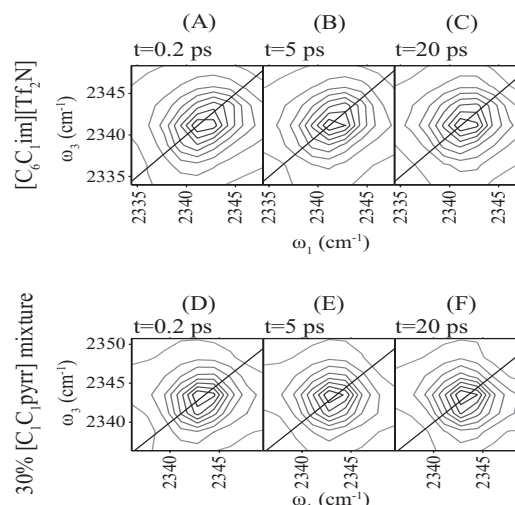 (A) (B) (C)
t=0.2 ps t=5 ps t=20 ps
[C₆C₁im][Tf₂N]
ω₃ (cm⁻¹)
2345
2340
2335
2335 2340 2345 2335 2340 2345 2335 2340 2345
ω₁ (cm⁻¹)
(D) (E) (F)
t=0.2 ps t=5 ps t=20 ps
30% [C₁C₁pyrr] mixture
ω₃ (cm⁻¹)
2350
2345
2340
2340 2345 2340 2345 2340 2345
(cm⁻¹)